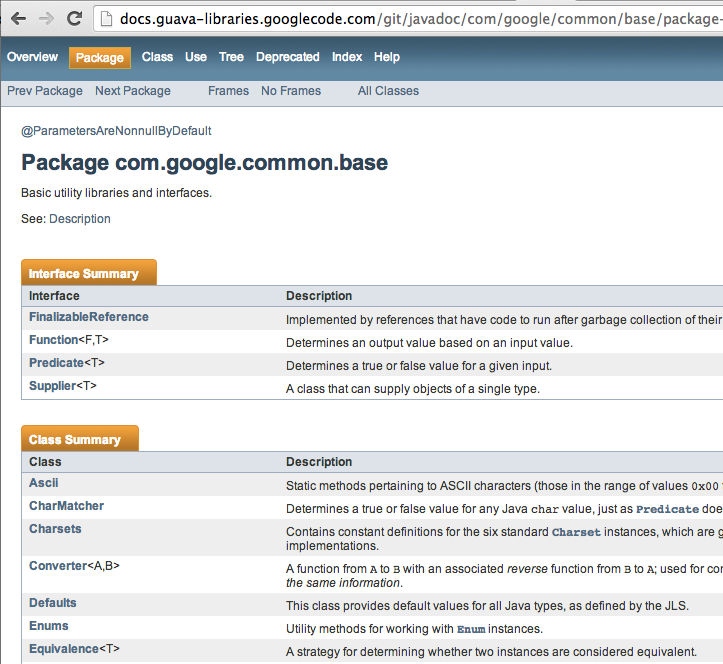 docs.guava-libraries.googlecode.com/git/javadoc/com/google/common/base/package-
Overview Package Class Use Tree Deprecated Index Help
Prev Package Next Package Frames No Frames All Classes
@ParametersAreNonnullByDefault
Package com.google.common.base
Basic utility libraries and interfaces.
See: Description
Interface Summary
Interface Description
FinalizableReference Implemented by references that have code to run after garbage collection of their
Function<F,T> Determines an output value based on an input value.
Predicate<T> Determines a true or false value for a given input.
Supplier<T> A class that can supply objects of a single type.
Class Summary
Class Description
Ascii Static methods pertaining to ASCII characters (those in the range of values 0x00
CharMatcher Determines a true or false value for any Java char value, just as Predicate doe
Charsets Contains constant definitions for the six standard Charset instances, which are g
implementations.
Converter<A,B> A function from A to B with an associated reverse function from B to A; used for con
the same information.
Defaults This class provides default values for all Java types, as defined by the JLS.
Enums Utility methods for working with Enum instances.
Equivalence<T> A strategy for determining whether two instances are considered equivalent.